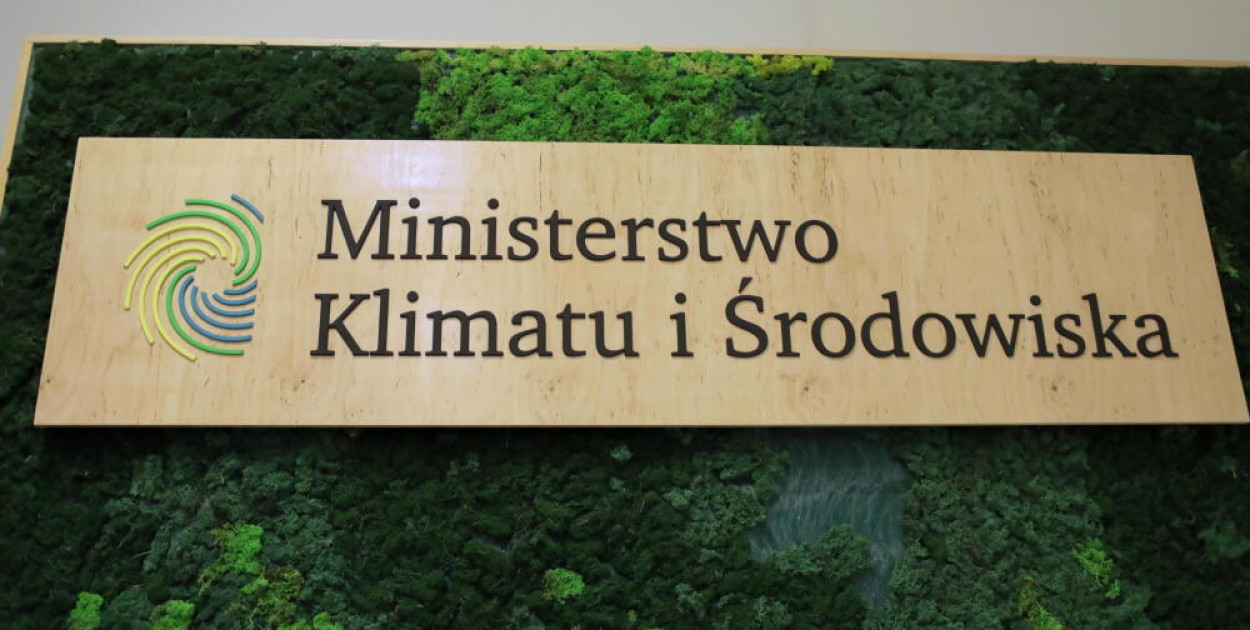 Ministerstwo
Klimatu i Środowiska